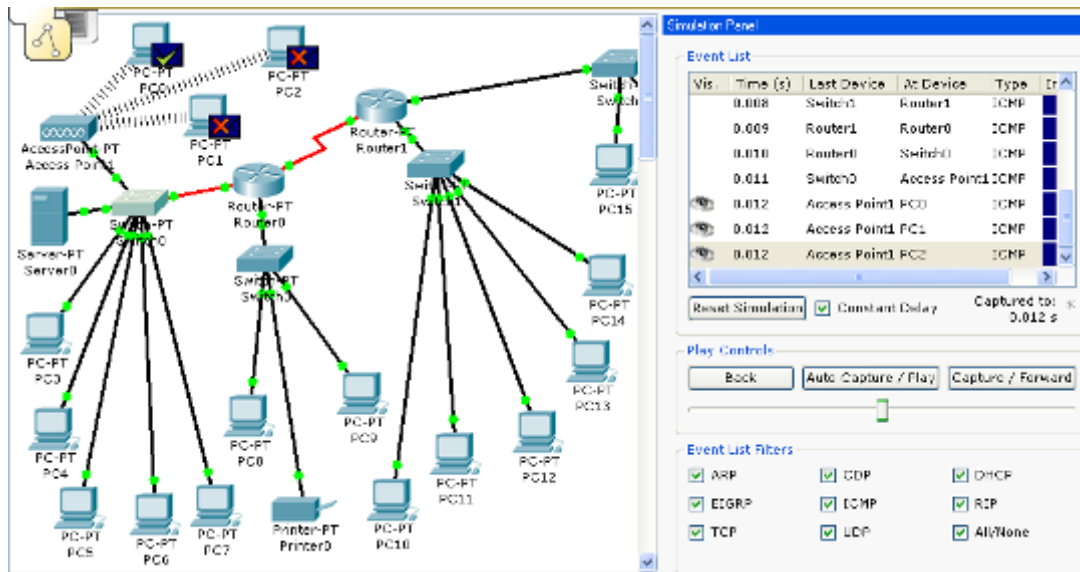 PC-PT
PC0
PC-PT
PC2
PC-PT
PC1
AccessPoint-PT
Access Point1
Router-PT
Router1
Switch
PC-PT
PC15
Router-PT
Router0
Server-PT
Server0
PC-PT
PC14
PC-PT
PC3
PC-PT
PC13
PC-PT
PC9
PC-PT
PC8
PC-PT
PC12
PC-PT
PC4
PC-PT
PC11
PC-PT
PC5
PC-PT
PC6
PC-PT
PC7
Printer-PT
Printer0
PC-PT
PC10
Simulation Panel
Event List
Vis. Time (s) Last Device At Device Type
0.008 Switch1 Router1 ICMP
0.009 Router1 Router0 ICMP
0.010 Router0 Switch0 ICMP
0.011 Switch0 Access Point1 ICMP
0.012 Access Point1 PC0 ICMP
0.012 Access Point1 PC1 ICMP
0.012 Access Point1 PC2 ICMP
Reset Simulation Constant Delay Captured to:
0.012 s
Play Controls
Back Auto Capture / Play Capture / Forward
Event List Filters
ARP CDP DHCP
EIGRP ICMP RIP
TCP UDP All/None